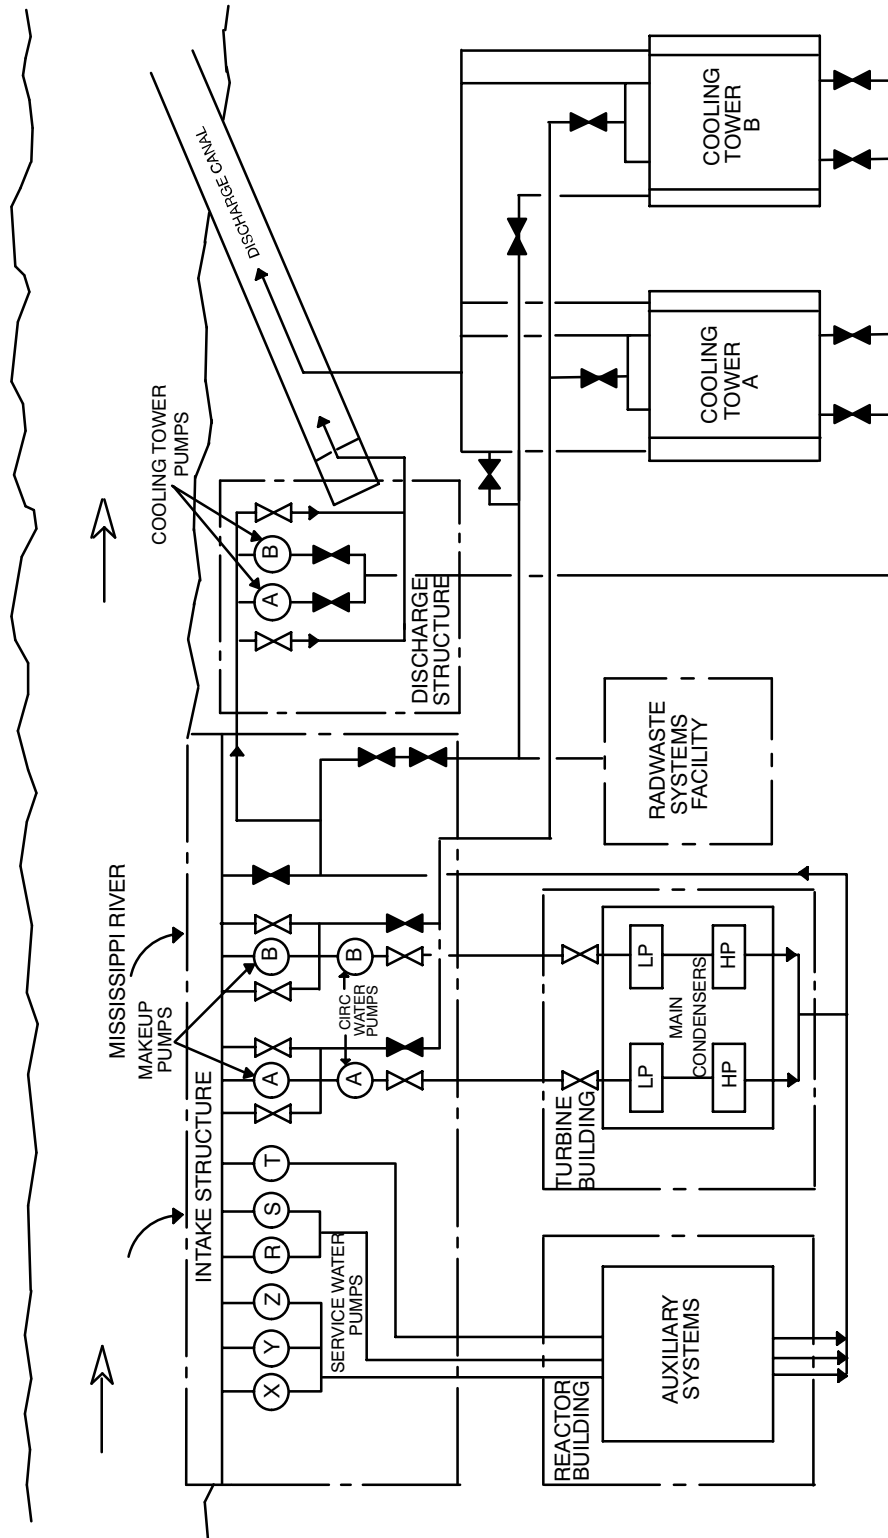 MISSISSIPPI RIVER
INTAKE STRUCTURE
MAKEUP
PUMPS
A
B
CIRC
WATER
PUMPS
A
B
X
Y
Z
R
S
T
SERVICE WATER
PUMPS
COOLING TOWER
PUMPS
A
B
DISCHARGE
STRUCTURE
DISCHARGE CANAL
REACTOR
BUILDING
AUXILIARY
SYSTEMS
TURBINE
BUILDING
LP
LP
MAIN
CONDENSERS
HP
HP
RADWASTE
SYSTEMS
FACILITY
COOLING
TOWER
A
COOLING
TOWER
B